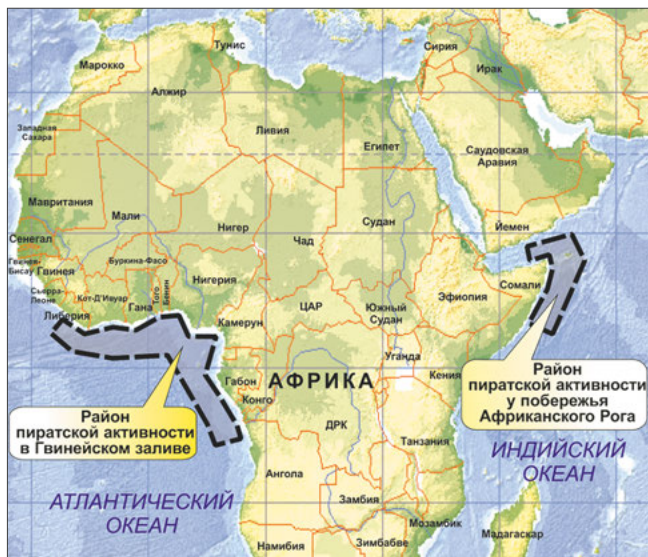 Марокко
Тунис
Сирия
Ирак
Алжир
Ливия
Египет
Западная
Сахара
Саудовская
Аравия
Мавритания
Мали
Нигер
Чад
Судан
Йемен
Сенегал
Гвинея-
Бисау
Гвинея
Буркина-Фасо
Нигерия
Сьерра-
Леоне
Кот-Д'Ивуар
Гана
Того
Бенин
Либерия
Камерун
ЦАР
Южный
Судан
Эфиопия
Сомали
Уганда
Кения
Габон
Конго
АФРИКА
ДРК
Район
пиратской активности
в Гвинейском заливе
Район
пиратской активности
у побережья
Африканского Рога
Танзания
ИНДИЙСКИЙ
ОКЕАН
АТЛАНТИЧЕСКИЙ
ОКЕАН
Ангола
Замбия
Мозамбик
Мадагаскар
Намибия
Зимбабве